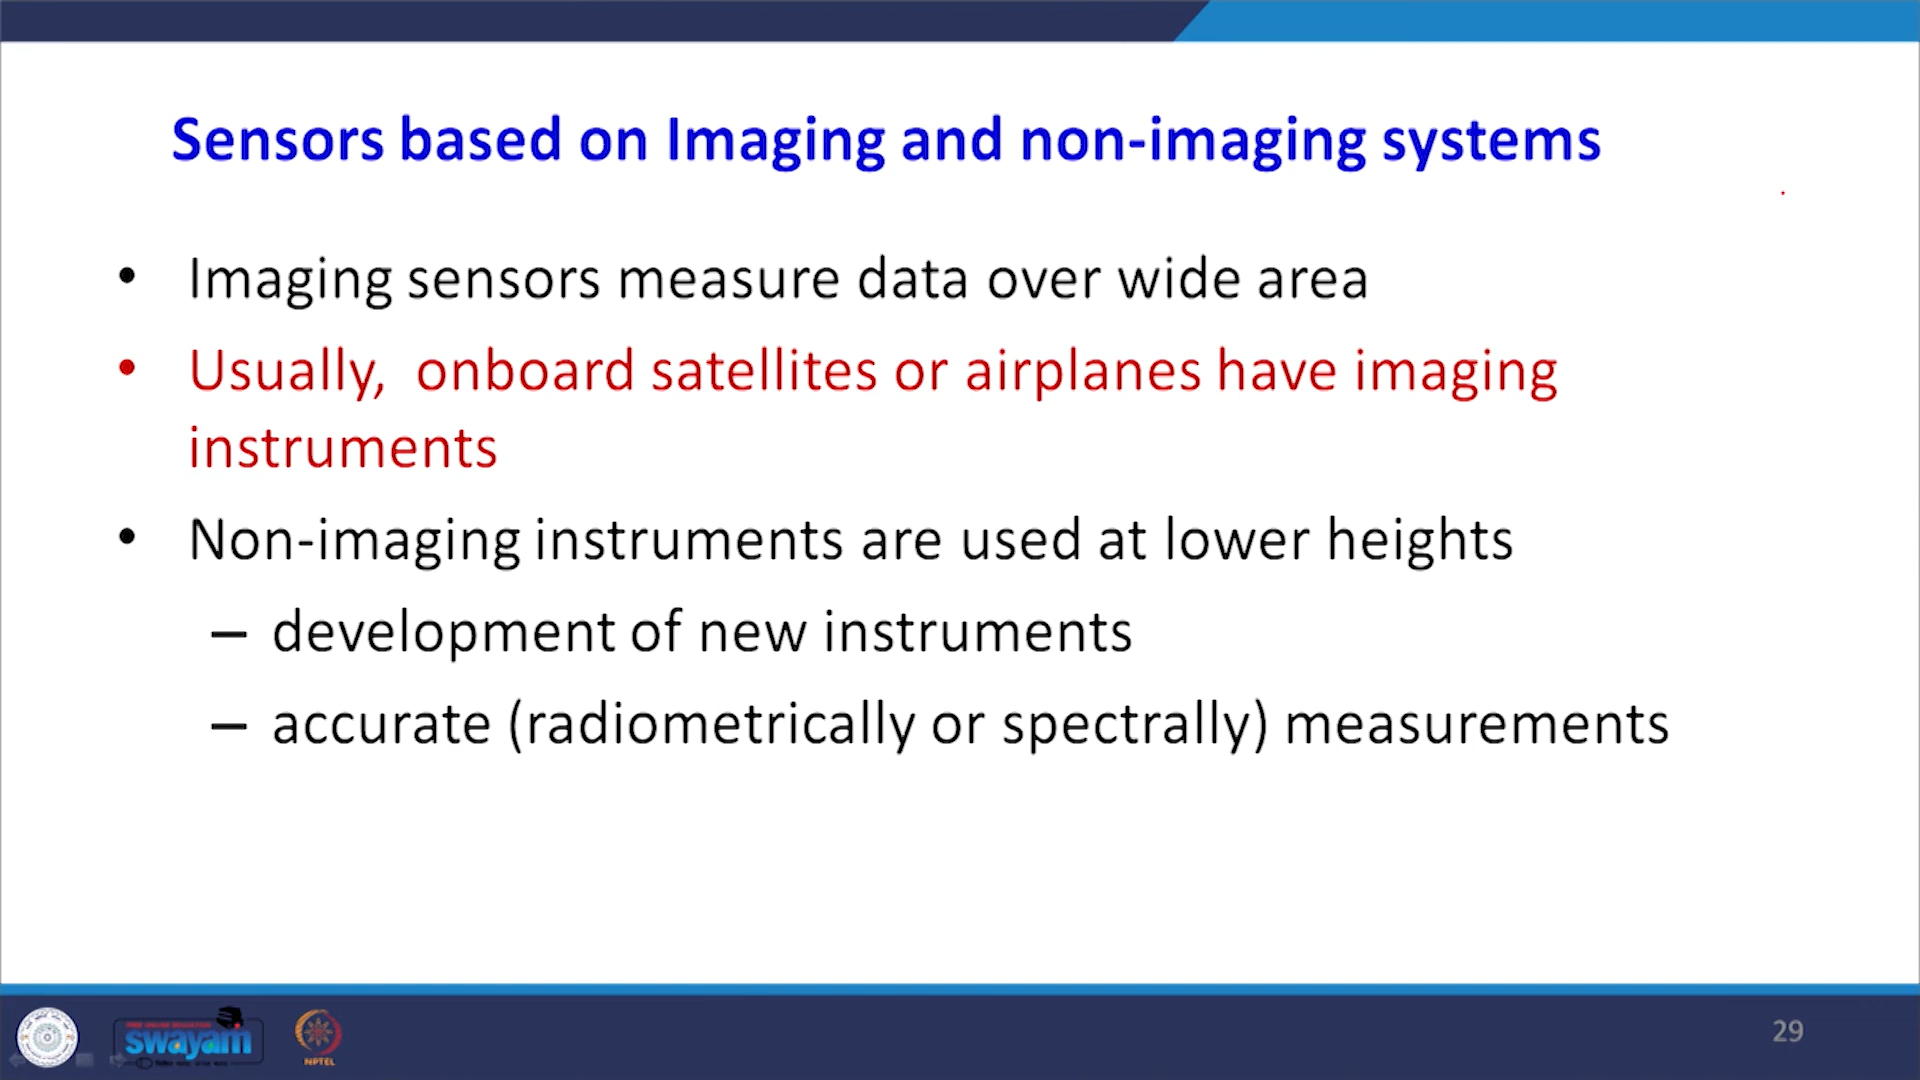 Sensors based on Imaging and non-imaging systems
• Imaging sensors measure data over wide area
• Usually, onboard satellites or airplanes have imaging
instruments
• Non-imaging instruments are used at lower heights
– development of new instruments
– accurate (radiometrically or spectrally) measurements
swayam
NPTEL
29